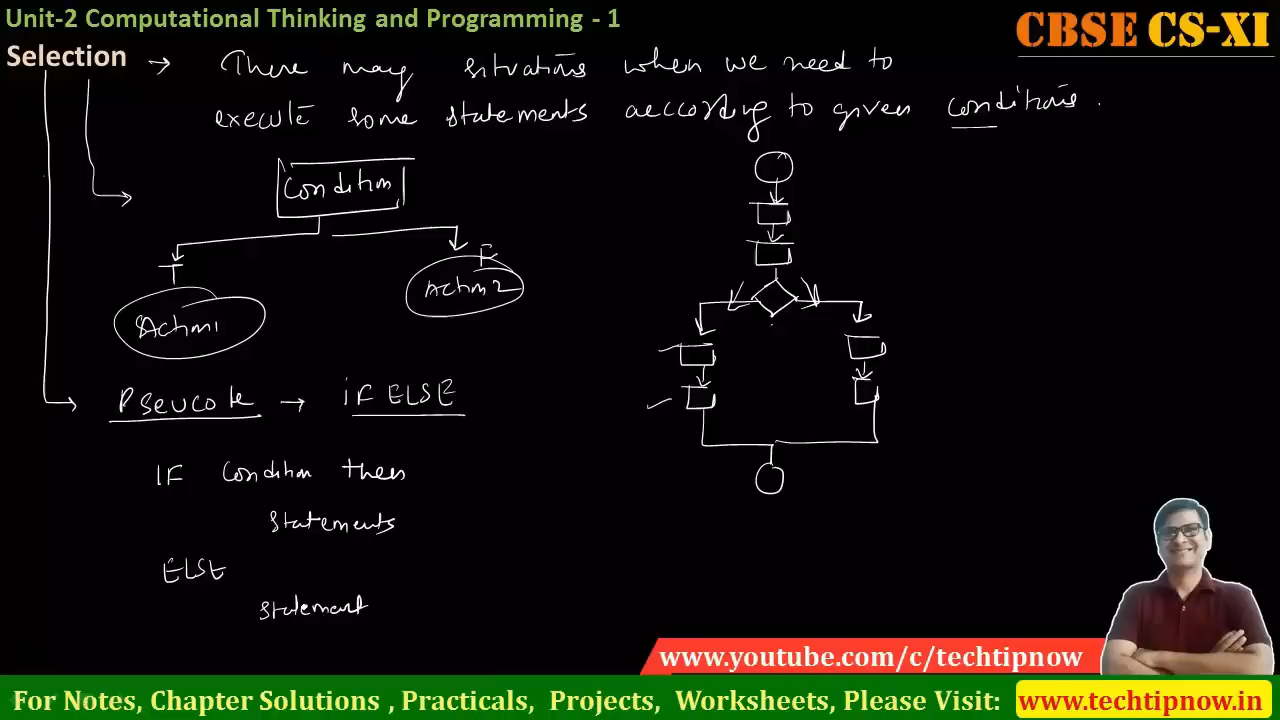 Unit-2 Computational Thinking and Programming - 1
CBSE CS-XI
Selection → There may situations when we need to
execute some statements according to given conditions.
Condition
T
F
Action1
Action2
Pseucote → IF ELSE
IF Condition then
Statements
ELSE
Statement
www.youtube.com/c/techtipnow
For Notes, Chapter Solutions , Practicals, Projects, Worksheets, Please Visit: www.techtipnow.in